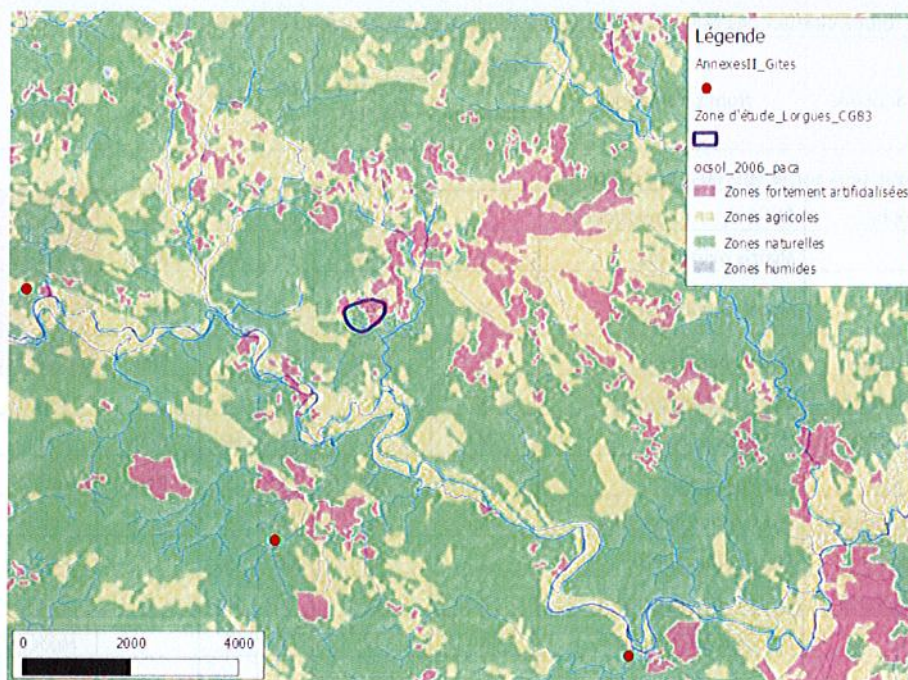 Légende
AnnexesII_Gites
Zone d'étude_Lorgues_CG83
ocsol_2006_paca
Zones fortement artificialisées
Zones agricoles
Zones naturelles
Zones humides
0 2000 4000